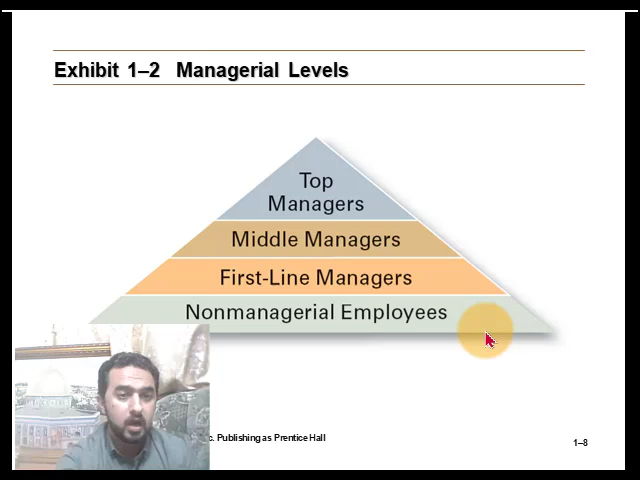 Exhibit 1–2 Managerial Levels
Top
Managers
Middle Managers
First-Line Managers
Nonmanagerial Employees
Publishing as Prentice Hall
1–8